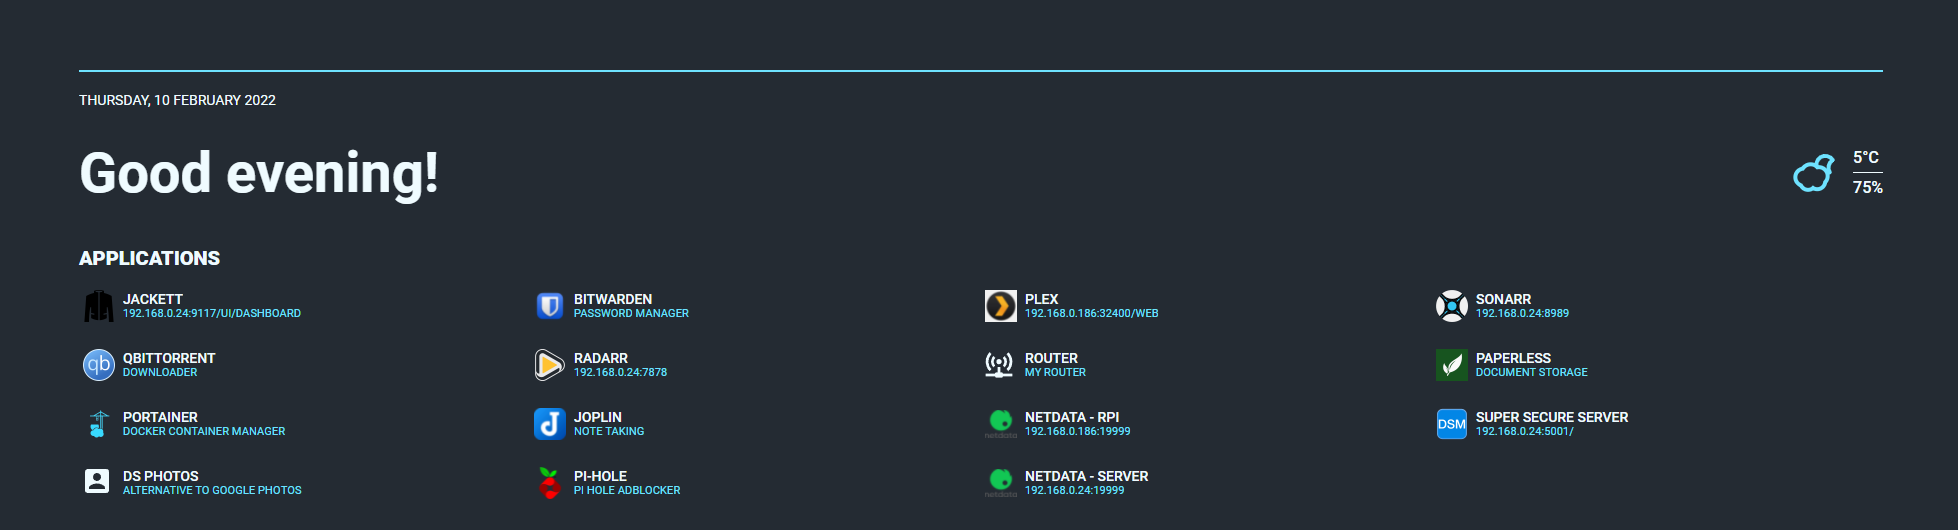 THURSDAY, 10 FEBRUARY 2022
Good evening!
5°C
75%
APPLICATIONS
JACKETT
192.168.0.24:9117/UI/DASHBOARD
BITWARDEN
PASSWORD MANAGER
PLEX
192.168.0.186:32400/WEB
SONARR
192.168.0.24:8989
qb
QBITTORRENT
DOWNLOADER
RADARR
192.168.0.24:7878
ROUTER
MY ROUTER
PAPERLESS
DOCUMENT STORAGE
PORTAINER
DOCKER CONTAINER MANAGER
J
JOPLIN
NOTE TAKING
netdata
NETDATA - RPI
192.168.0.186:19999
DSM
SUPER SECURE SERVER
192.168.0.24:5001/
DS PHOTOS
ALTERNATIVE TO GOOGLE PHOTOS
PI-HOLE
PI HOLE ADBLOCKER
netdata
NETDATA - SERVER
192.168.0.24:19999